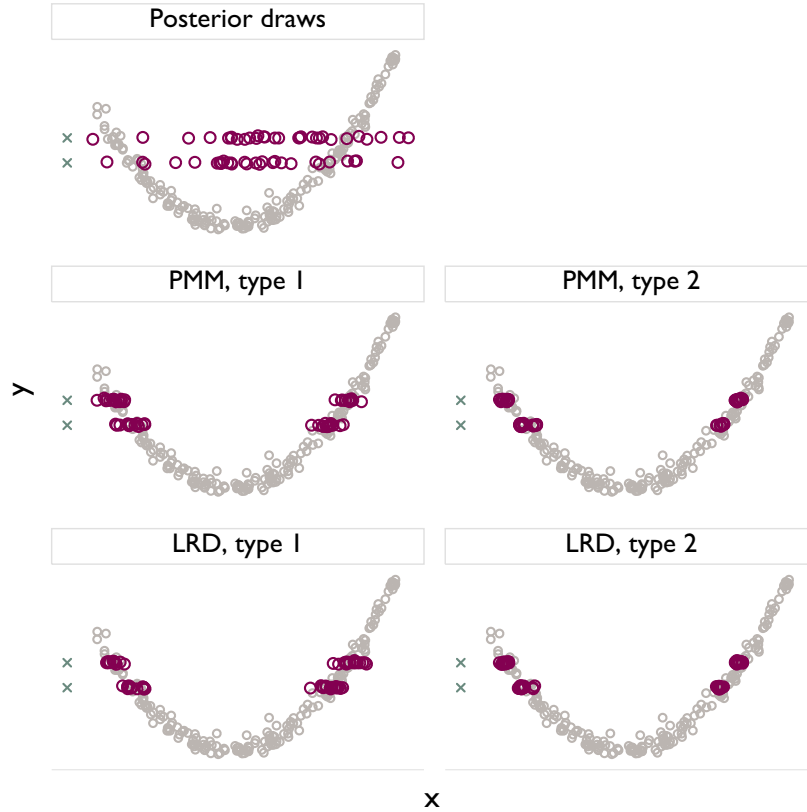 Posterior draws
PMM, type 1
PMM, type 2
y
LRD, type 1
LRD, type 2
x